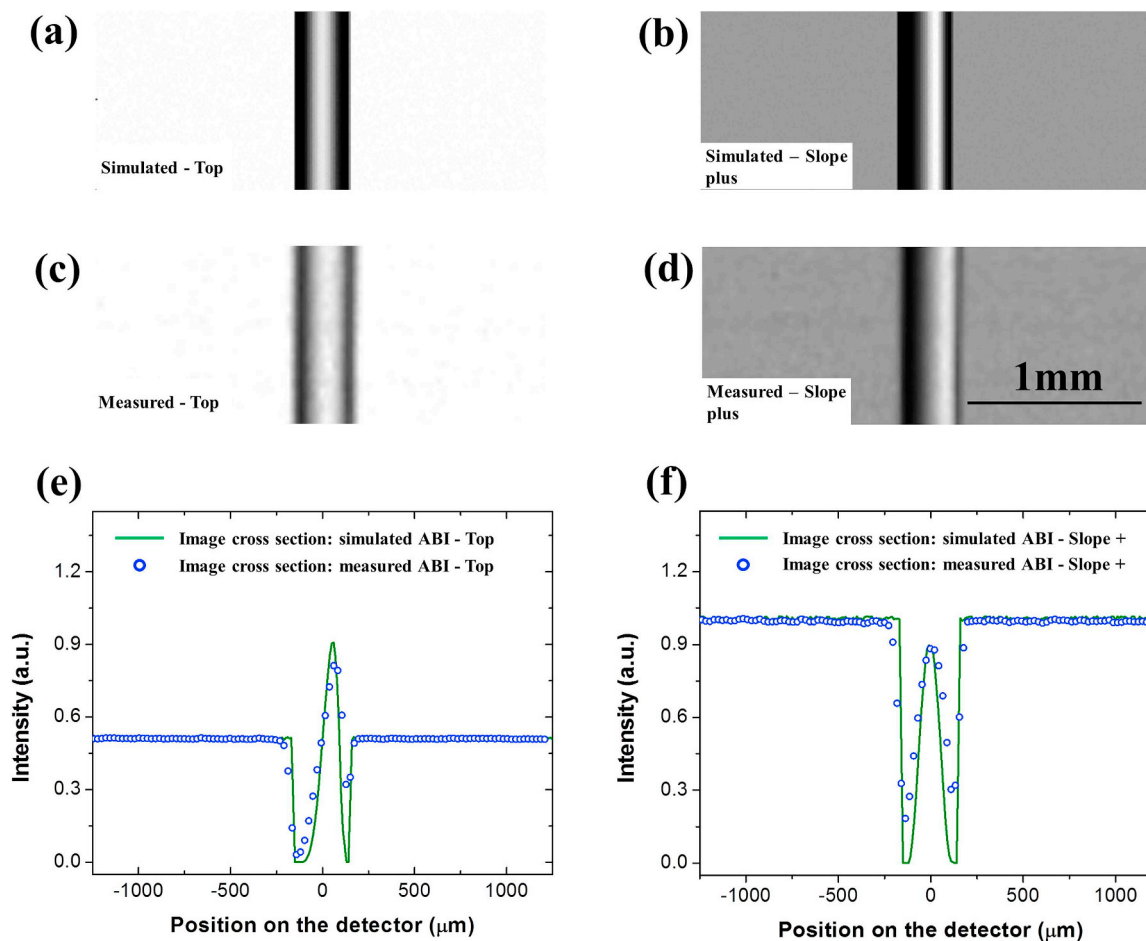 (a)
(b)
Simulated - Top
Simulated – Slope
plus
(c)
(d)
Measured - Top
Measured – Slope
plus
1mm
(e)
(f)
Image cross section: simulated ABI - Top
Image cross section: measured ABI - Top
1.2
0.9
0.6
0.3
0.0
Intensity (a.u.)
-1000
-500
0
500
1000
Position on the detector (μm)
Image cross section: simulated ABI - Slope +
Image cross section: measured ABI - Slope +
1.2
0.9
0.6
0.3
0.0
Intensity (a.u.)
-1000
-500
0
500
1000
Position on the detector (μm)